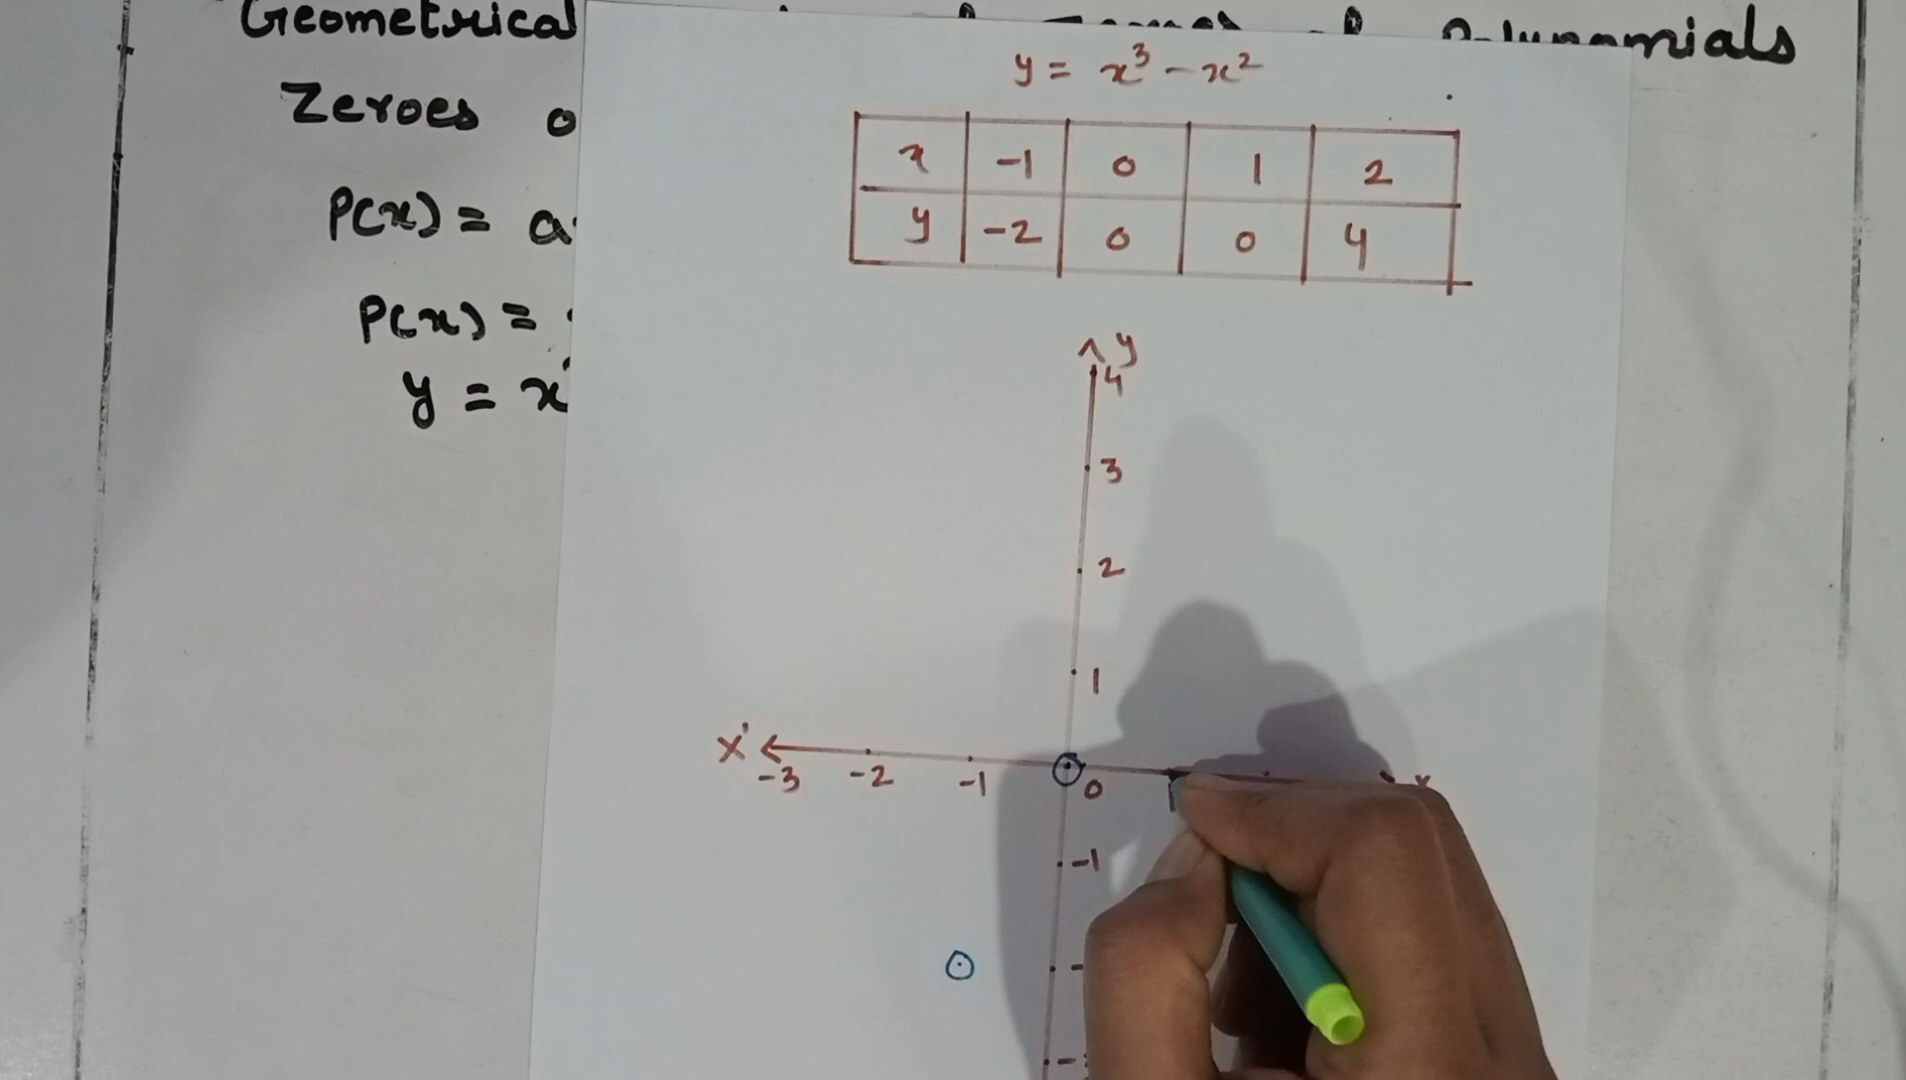 Geometrical
Zeroes
P(x) =
P(x) =
y = x
y = x³ - x²
x -1 0 1 2
y -2 0 0 4
y
4
3
2
1
X'
-3 -2 -1 0
-1